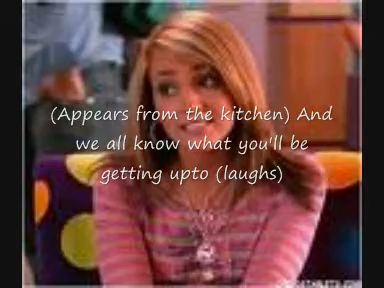 (Appears from the kitchen) And
we all know what you'll be
getting upto (laughs)